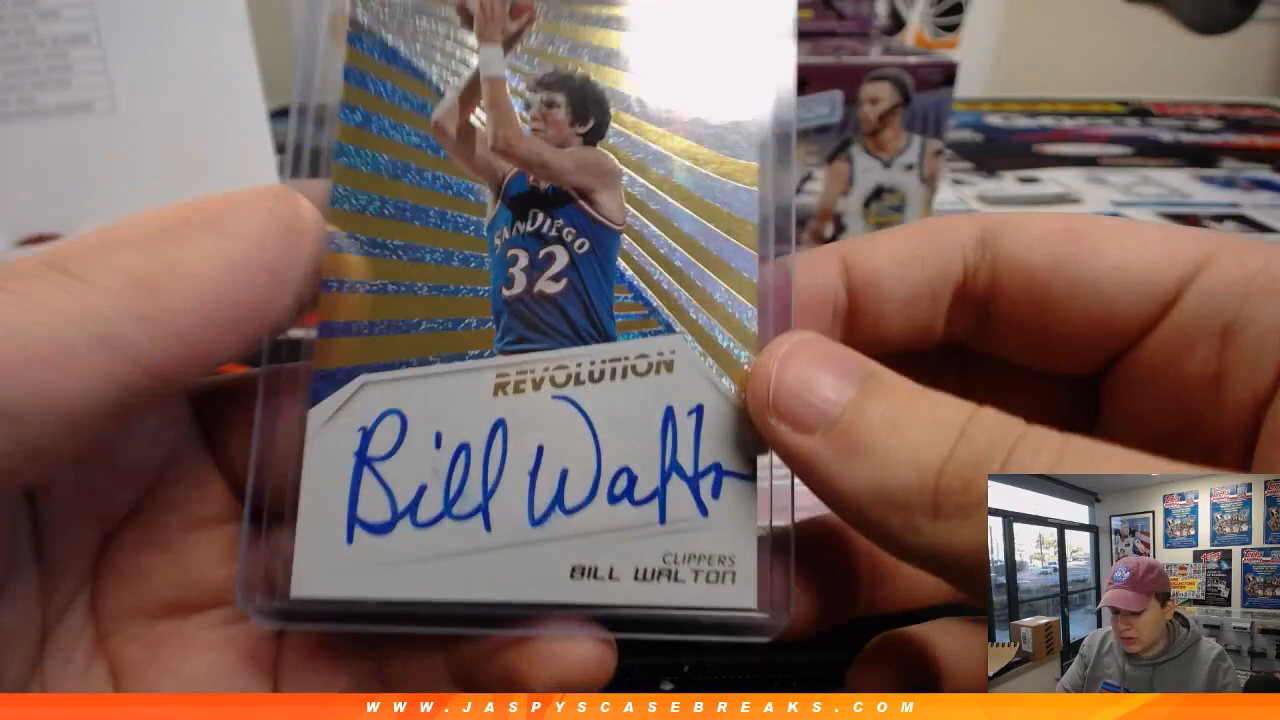 SAN DIEGO
32
REVOLUTION
Bill Walton
CLIPPERS
BILL WALTON
WWW.JASPYSCASEBREAKS.COM